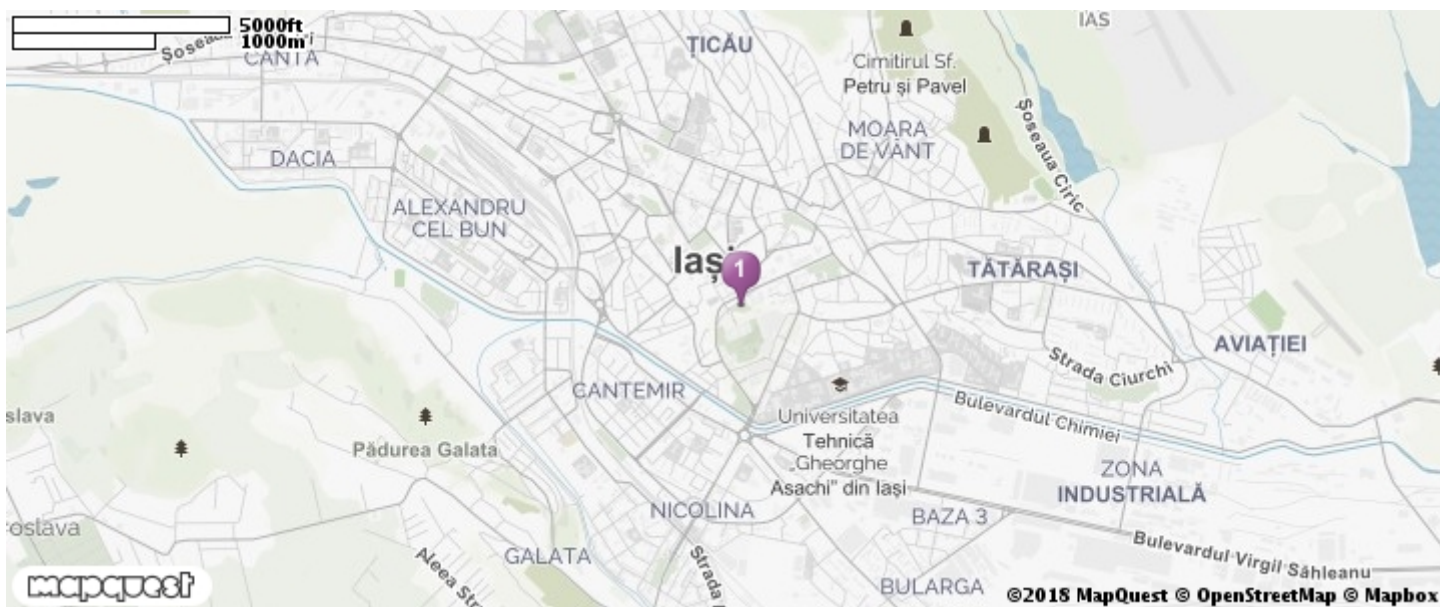 5000ft
1000m
Șoseaua
CANTA
ȚICĂU
IAS
Cimitirul Sf.
Petru și Pavel
MOARA
DE VÂNT
Șoseaua Ciric
DACIA
ALEXANDRU
CEL BUN
Iași
1
TĂTĂRAȘI
AVIAȚIEI
Strada Ciurchi
CANTEMIR
Bulevardul Chimiei
slava
Universitatea
Tehnică
„Gheorghe
Asachi" din Iași
Pădurea Galata
ZONA
INDUSTRIALĂ
NICOLINA
BAZA 3
oslava
GALATA
Aleea
Strada
Bulevardul Virgil Săhleanu
BULARGA
mapquest
©2018 MapQuest © OpenStreetMap © Mapbox